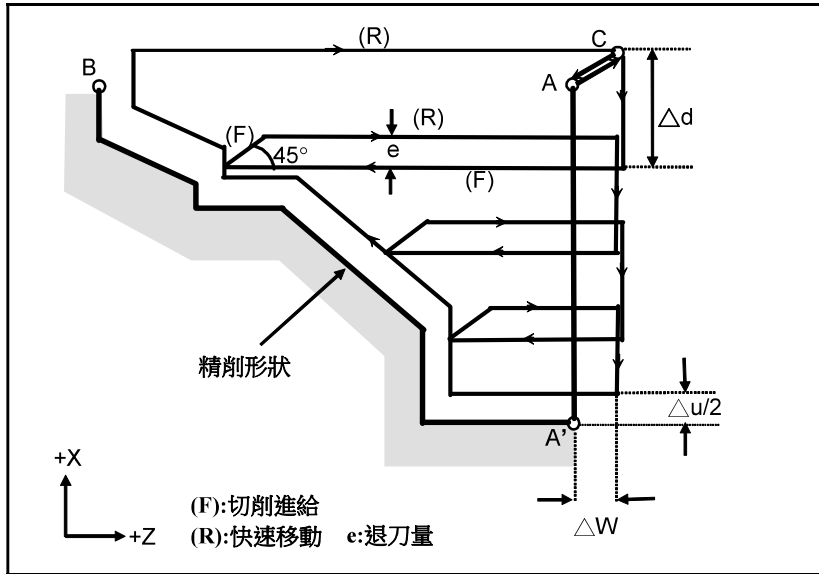 (R)
C
B
A
△d
(F)
(R)
45°
e
(F)
精削形狀
△u/2
A’
+X
+Z
△W
(F):切削進給
(R):快速移動 e:退刀量